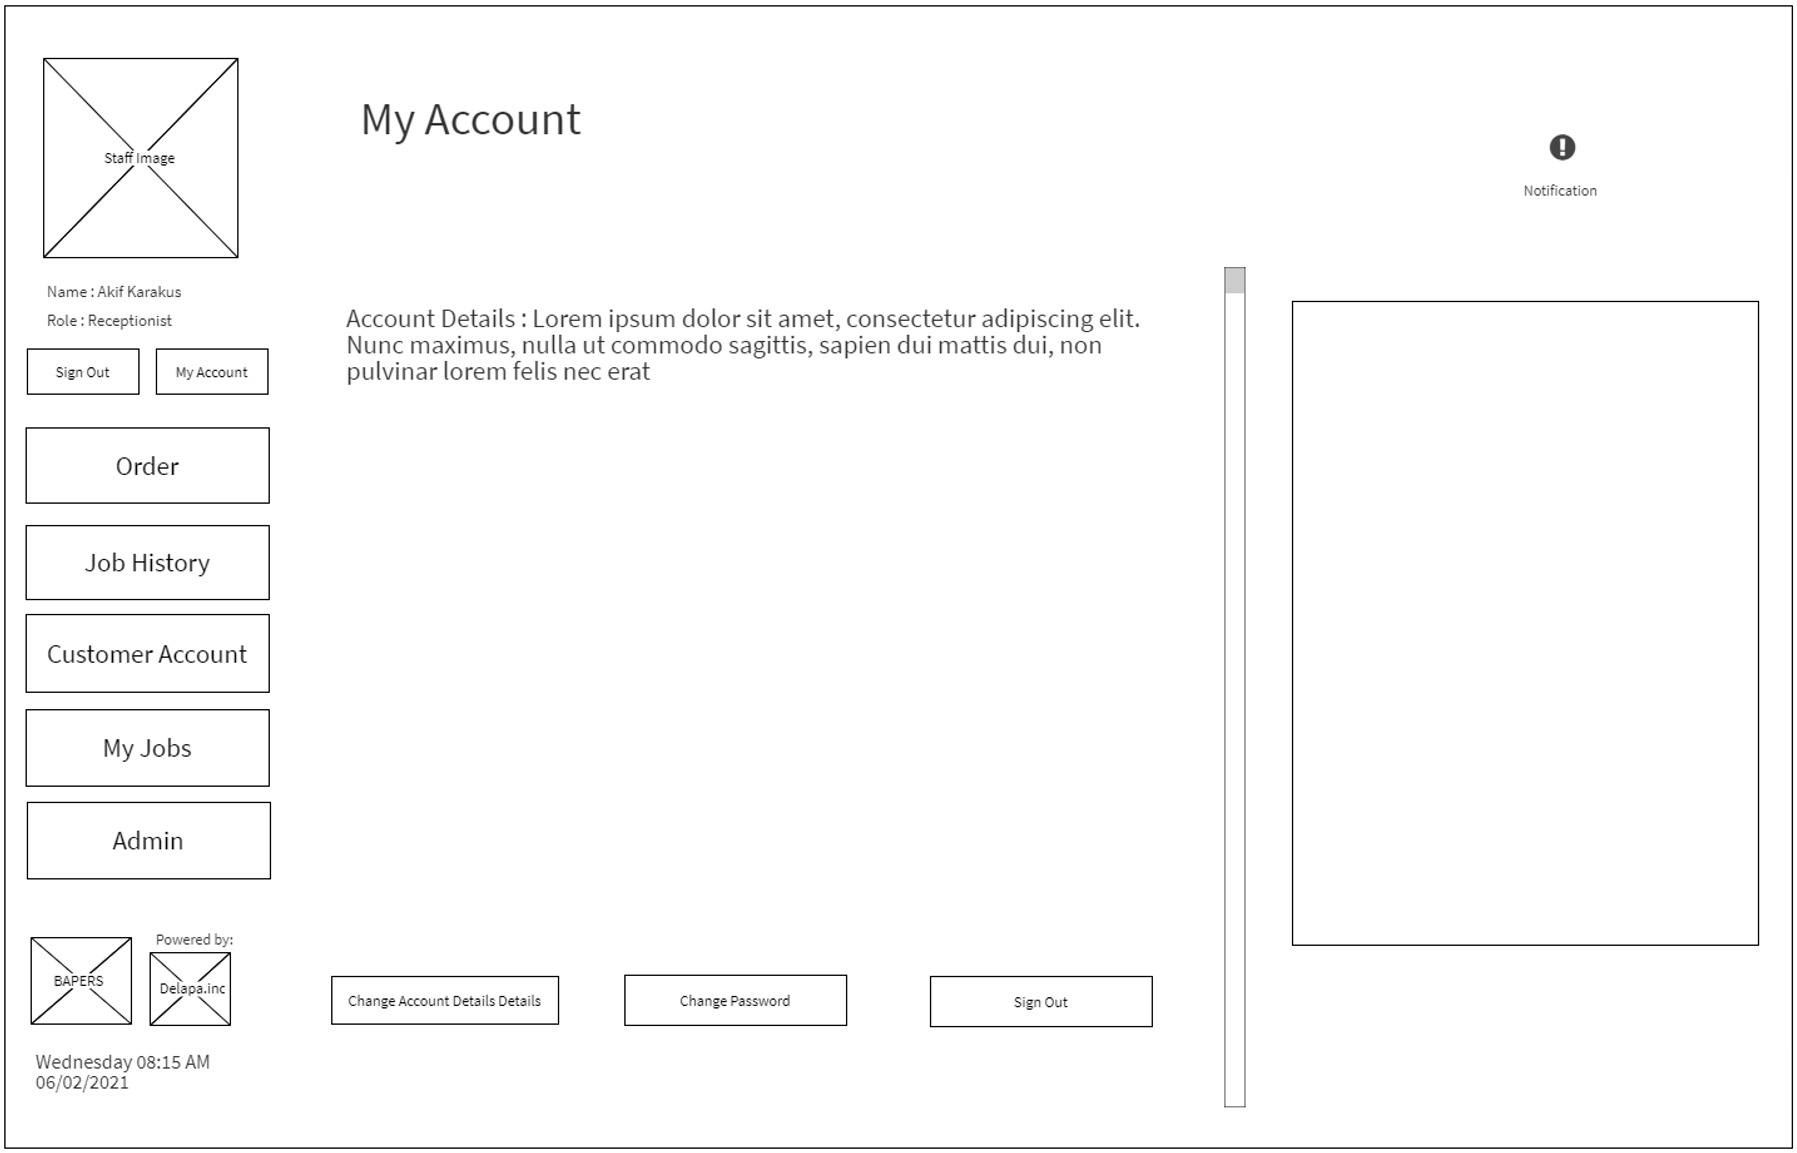 Staff Image
Name : Akif Karakus
Role : Receptionist
Sign Out
My Account
Order
Job History
Customer Account
My Jobs
Admin
BAPERS
Powered by:
Delapa.inc
Wednesday 08:15 AM
06/02/2021
My Account
Account Details : Lorem ipsum dolor sit amet, consectetur adipiscing elit.
Nunc maximus, nulla ut commodo sagittis, sapien dui mattis dui, non
pulvinar lorem felis nec erat
Change Account Details Details
Change Password
Sign Out
Notification